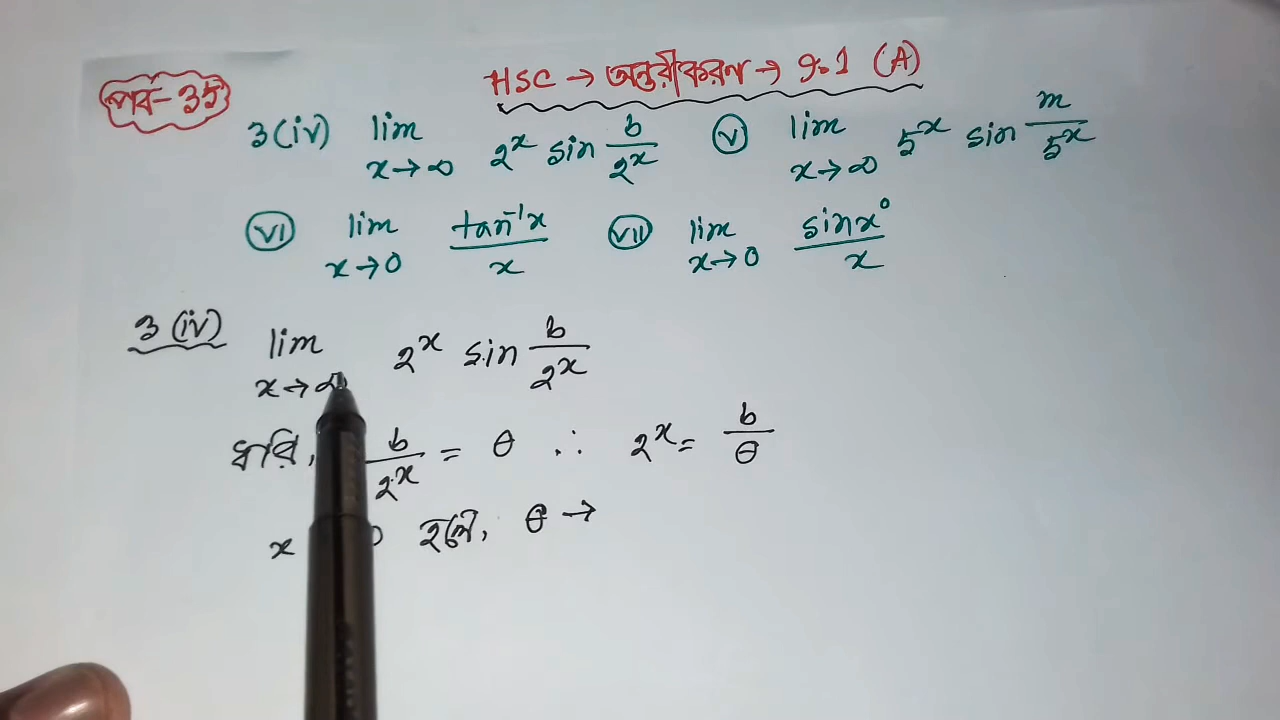 HSC → অন্তরীকরণ → 9.1 (A)
পর্ব-35
3(iv) lim x→∞ 2^x sin b/2^x (v) lim x→∞ 5^x sin m/5^x
(vi) lim x→0 tan⁻¹x/x (vii) lim x→0 sinx°/x
3(iv) lim x→∞ 2^x sin b/2^x
ধরি, b/2^x = θ ∴ 2^x = b/θ
x হলে, θ →